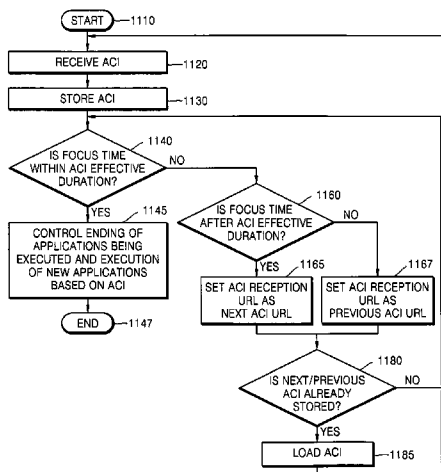 START
1110
RECEIVE ACI
1120
STORE ACI
1130
1140
IS FOCUS TIME
WITHIN ACI EFFECTIVE
DURATION?
NO
YES
1145
CONTROL ENDING OF
APPLICATIONS BEING
EXECUTED AND EXECUTION
OF NEW APPLICATIONS
BASED ON ACI
END
1147
1160
IS FOCUS TIME
AFTER ACI EFFECTIVE
DURATION?
NO
YES
1165
SET ACI RECEPTION
URL AS
NEXT ACI URL
1167
SET ACI RECEPTION
URL AS
PREVIOUS ACI URL
1180
IS NEXT/PREVIOUS
ACI ALREADY
STORED?
NO
YES
LOAD ACI
1185